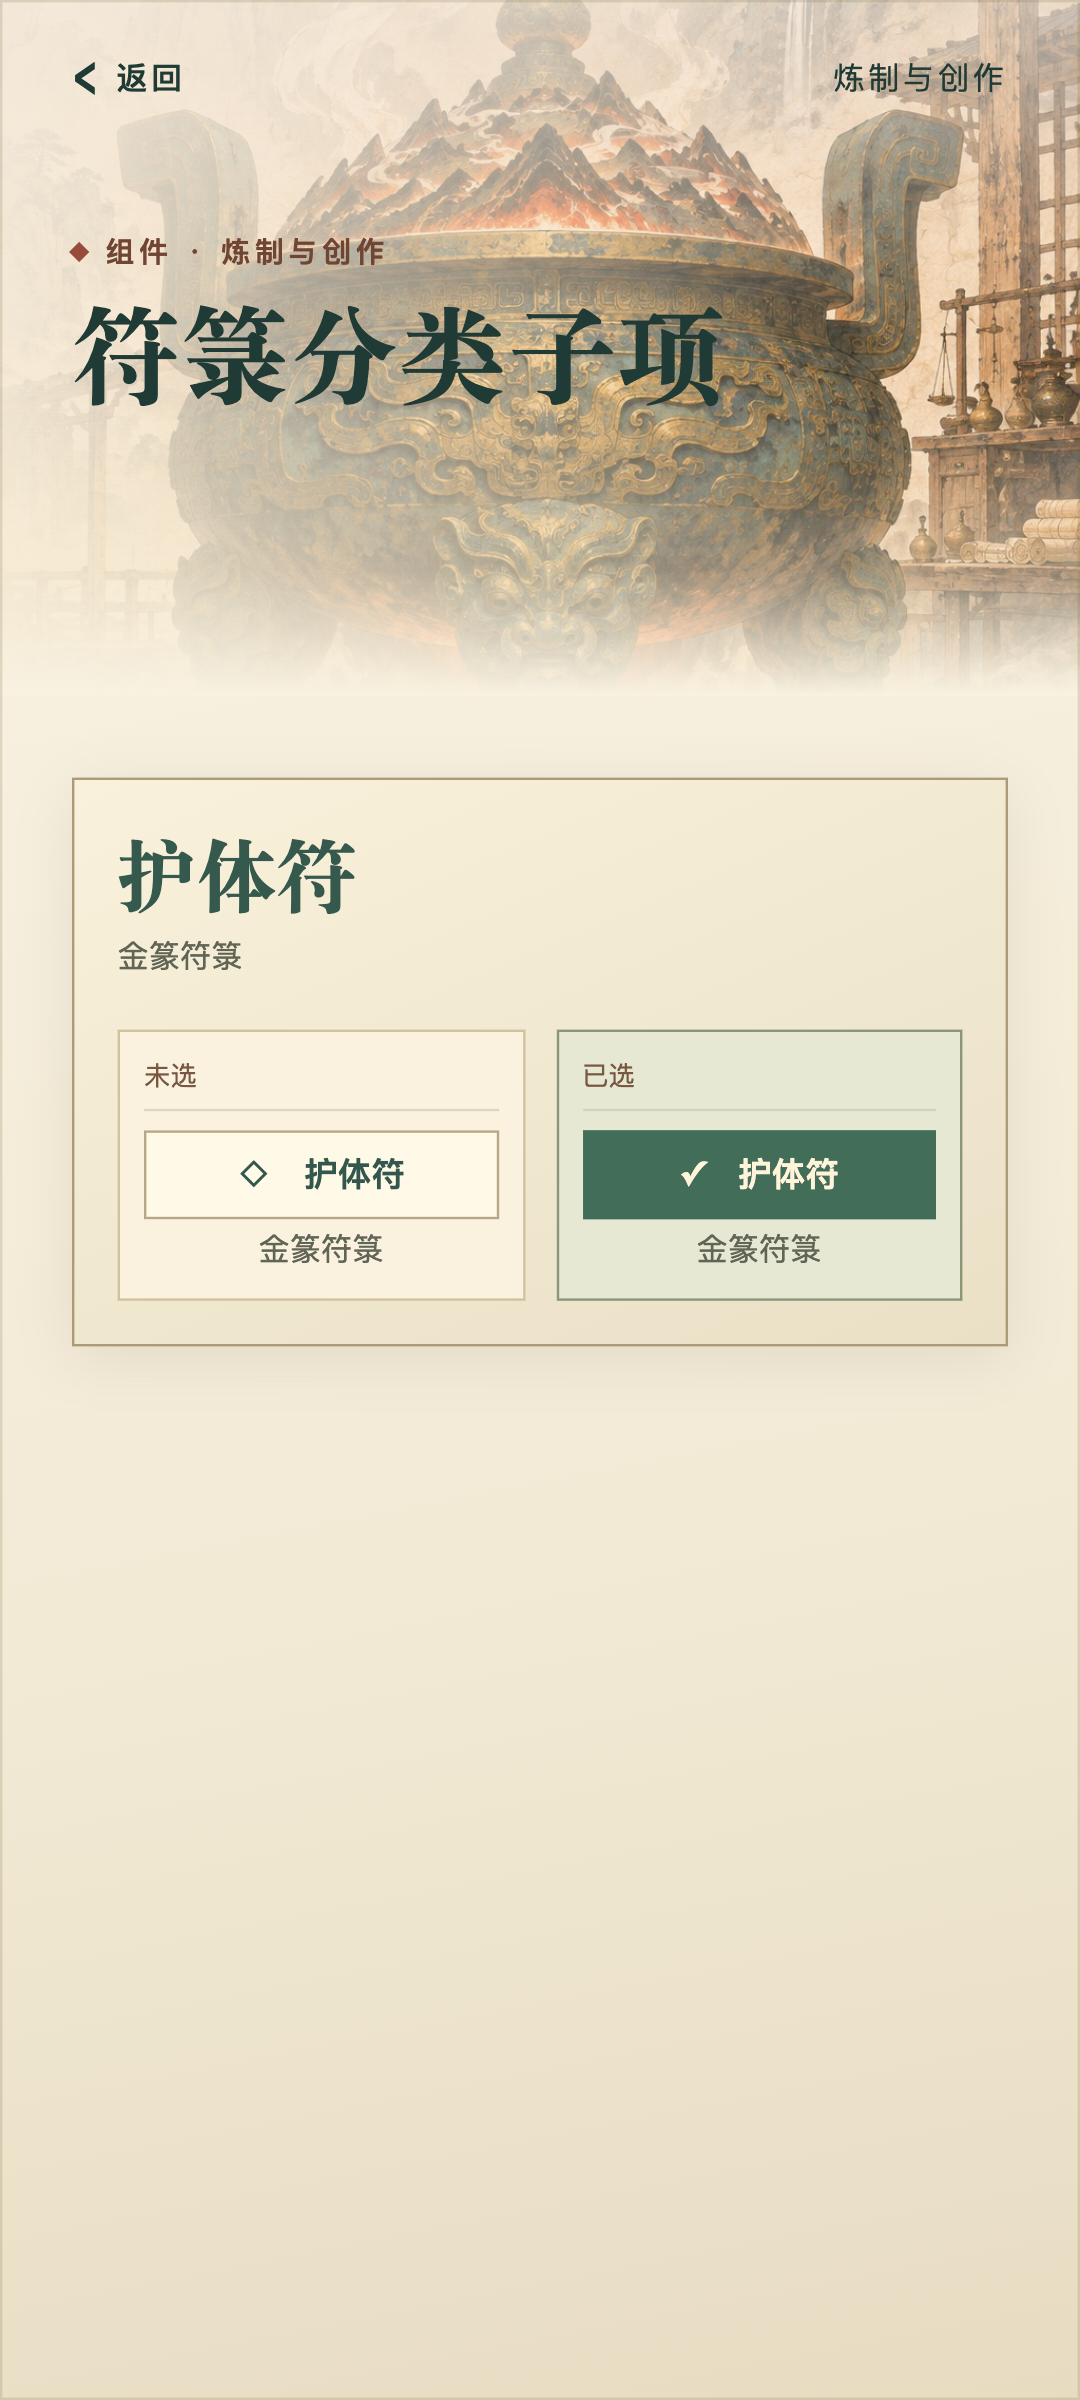 返回
炼制与创作
组件 · 炼制与创作
符箓分类子项
护体符
金篆符箓
未选
已选
护体符
护体符
金篆符箓
金篆符箓